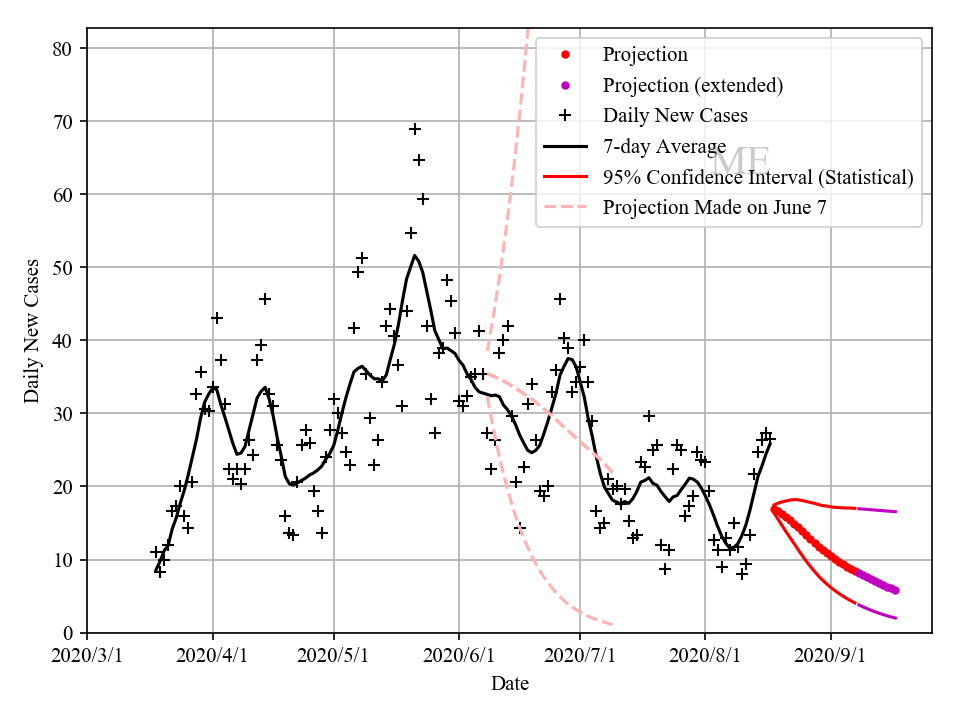 80
70
60
50
40
30
20
10
0
Daily New Cases
Projection
Projection (extended)
Daily New Cases
7-day Average
95% Confidence Interval (Statistical)
Projection Made on June 7
ME
2020/3/1 2020/4/1 2020/5/1 2020/6/1 2020/7/1 2020/8/1 2020/9/1
Date